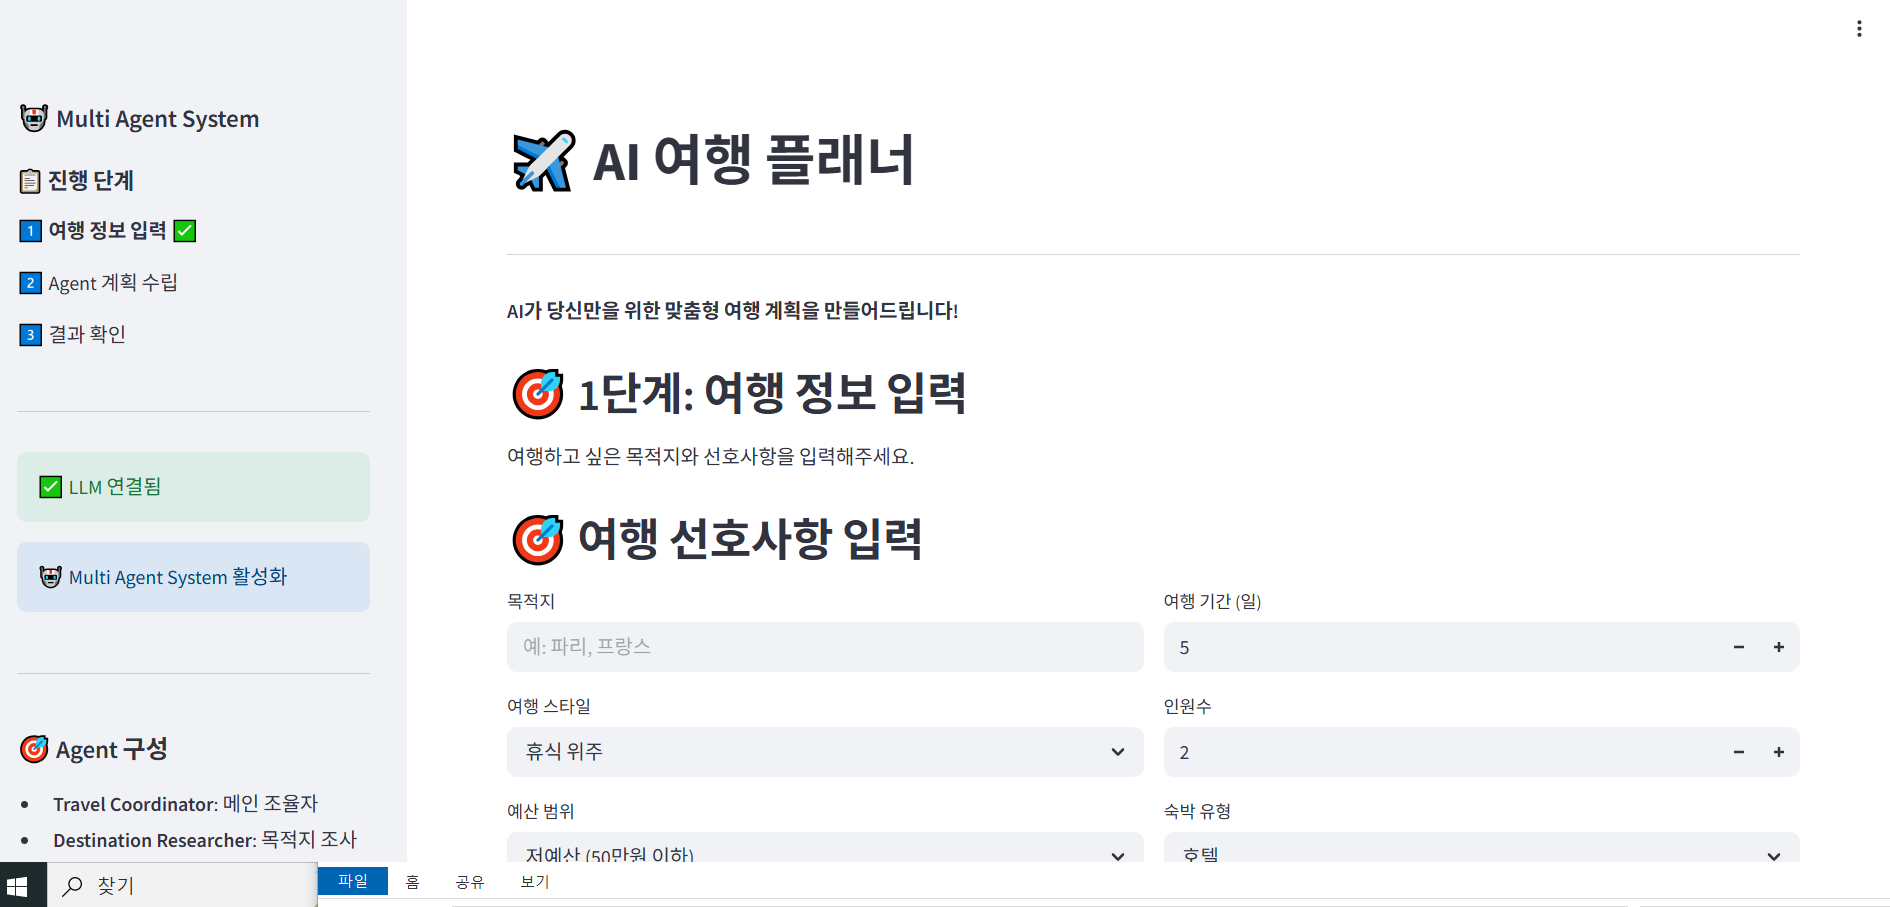 Multi Agent System
진행 단계
1 여행 정보 입력
2 Agent 계획 수립
3 결과 확인
LLM 연결됨
Multi Agent System 활성화
Agent 구성
Travel Coordinator: 메인 조율자
Destination Researcher: 목적지 조사
AI 여행 플래너
AI가 당신만을 위한 맞춤형 여행 계획을 만들어드립니다!
1단계: 여행 정보 입력
여행하고 싶은 목적지와 선호사항을 입력해주세요.
여행 선호사항 입력
목적지
예: 파리, 프랑스
여행 기간 (일)
5
여행 스타일
휴식 위주
인원수
2
예산 범위
저예산 (50만원 이하)
숙박 유형
호텔
찾기
파일 홈 공유 보기